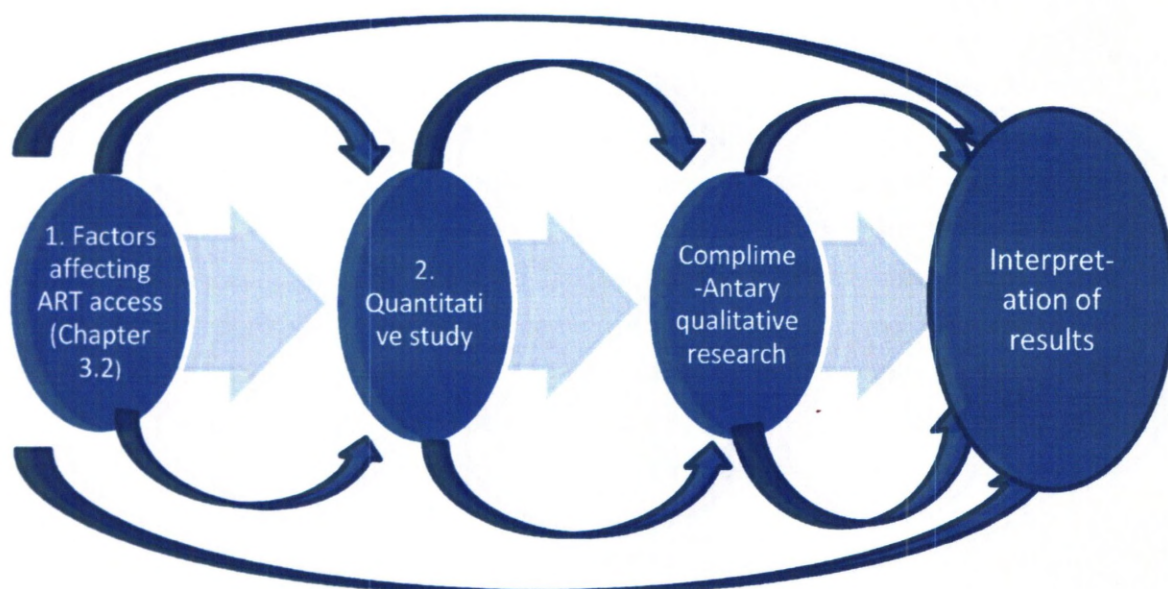 1. Factors
affecting
ART access
(Chapter
3.2)
2.
Quantitati
ve study
Complime
-Antary
qualitative
research
Interpret-
ation of
results